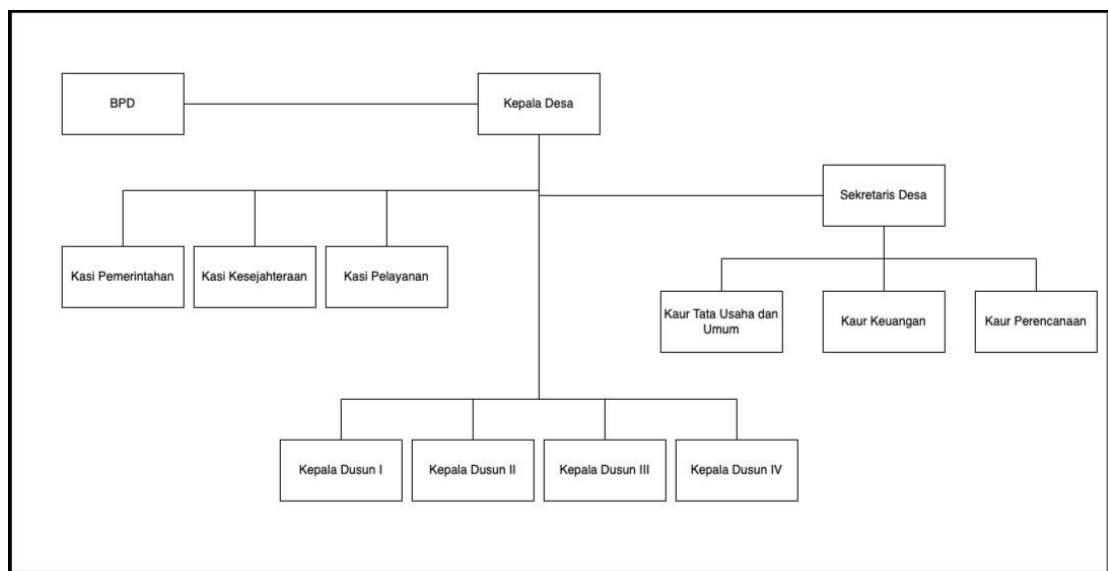 BPD
Kepala Desa
Sekretaris Desa
Kasi Pemerintahan
Kasi Kesejahteraan
Kasi Pelayanan
Kaur Tata Usaha dan
Umum
Kaur Keuangan
Kaur Perencanaan
Kepala Dusun I
Kepala Dusun II
Kepala Dusun III
Kepala Dusun IV